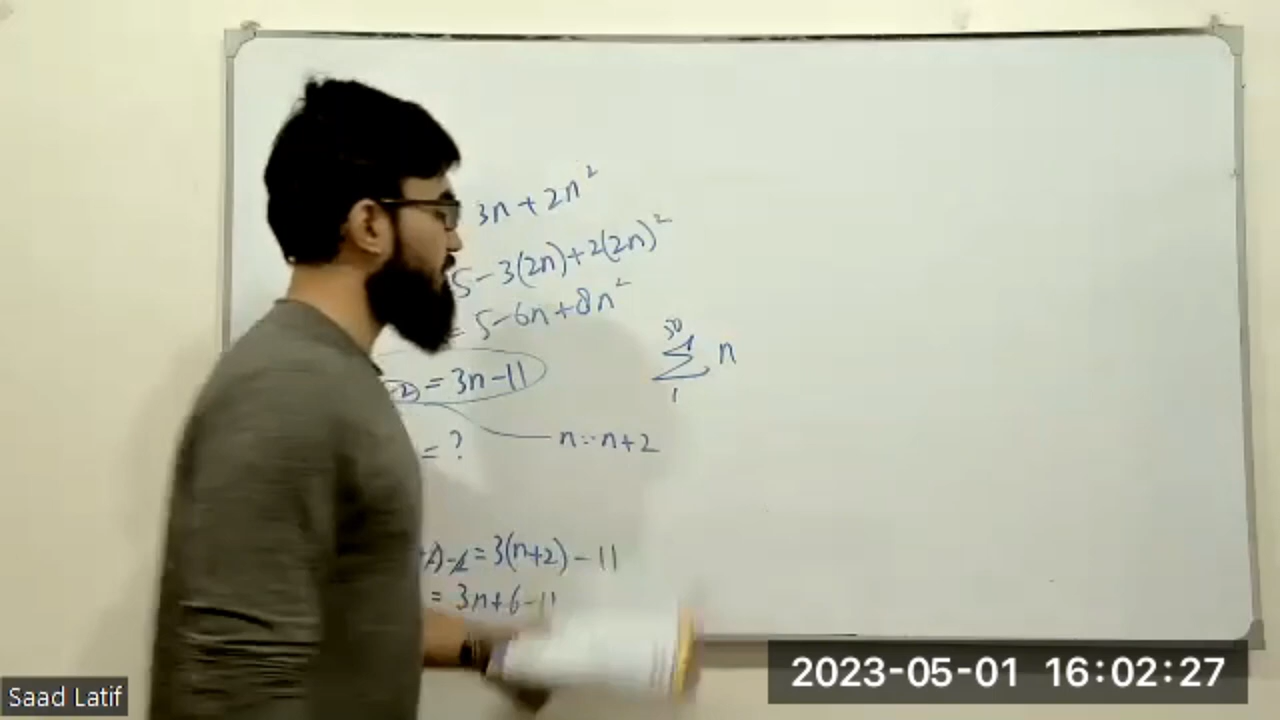 3n + 2n²
5 - 3(2n) + 2(2n)²
= 5 - 6n + 8n²
-2) = 3n - 11
= ?
n = n+2
= 3(n+2) - 11
= 3n + 6 - 11
50
∑ n
1
2023-05-01 16:02:27
Saad Latif